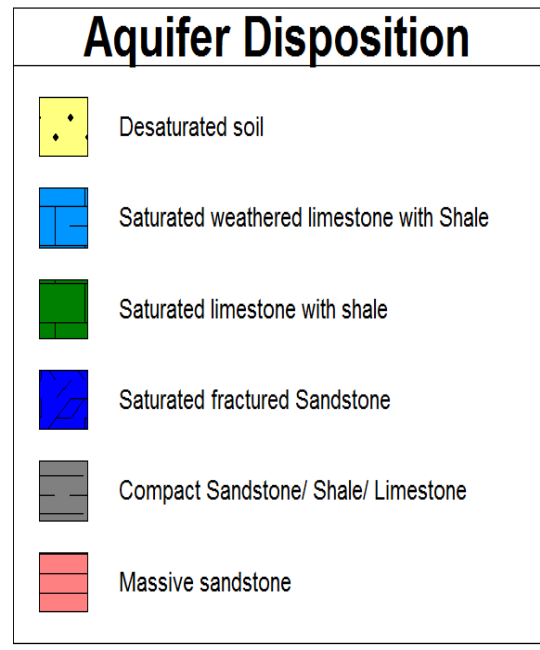 Aquifer Disposition
Desaturated soil
Saturated weathered limestone with Shale
Saturated limestone with shale
Saturated fractured Sandstone
Compact Sandstone/ Shale/ Limestone
Massive sandstone